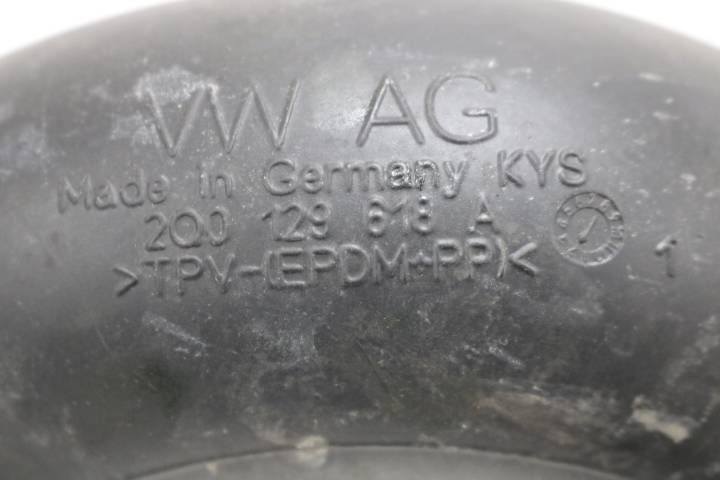 VW AG
Made in Germany KYS
2Q0 129 618 A
>TPV-(EPDM+PP)<
1